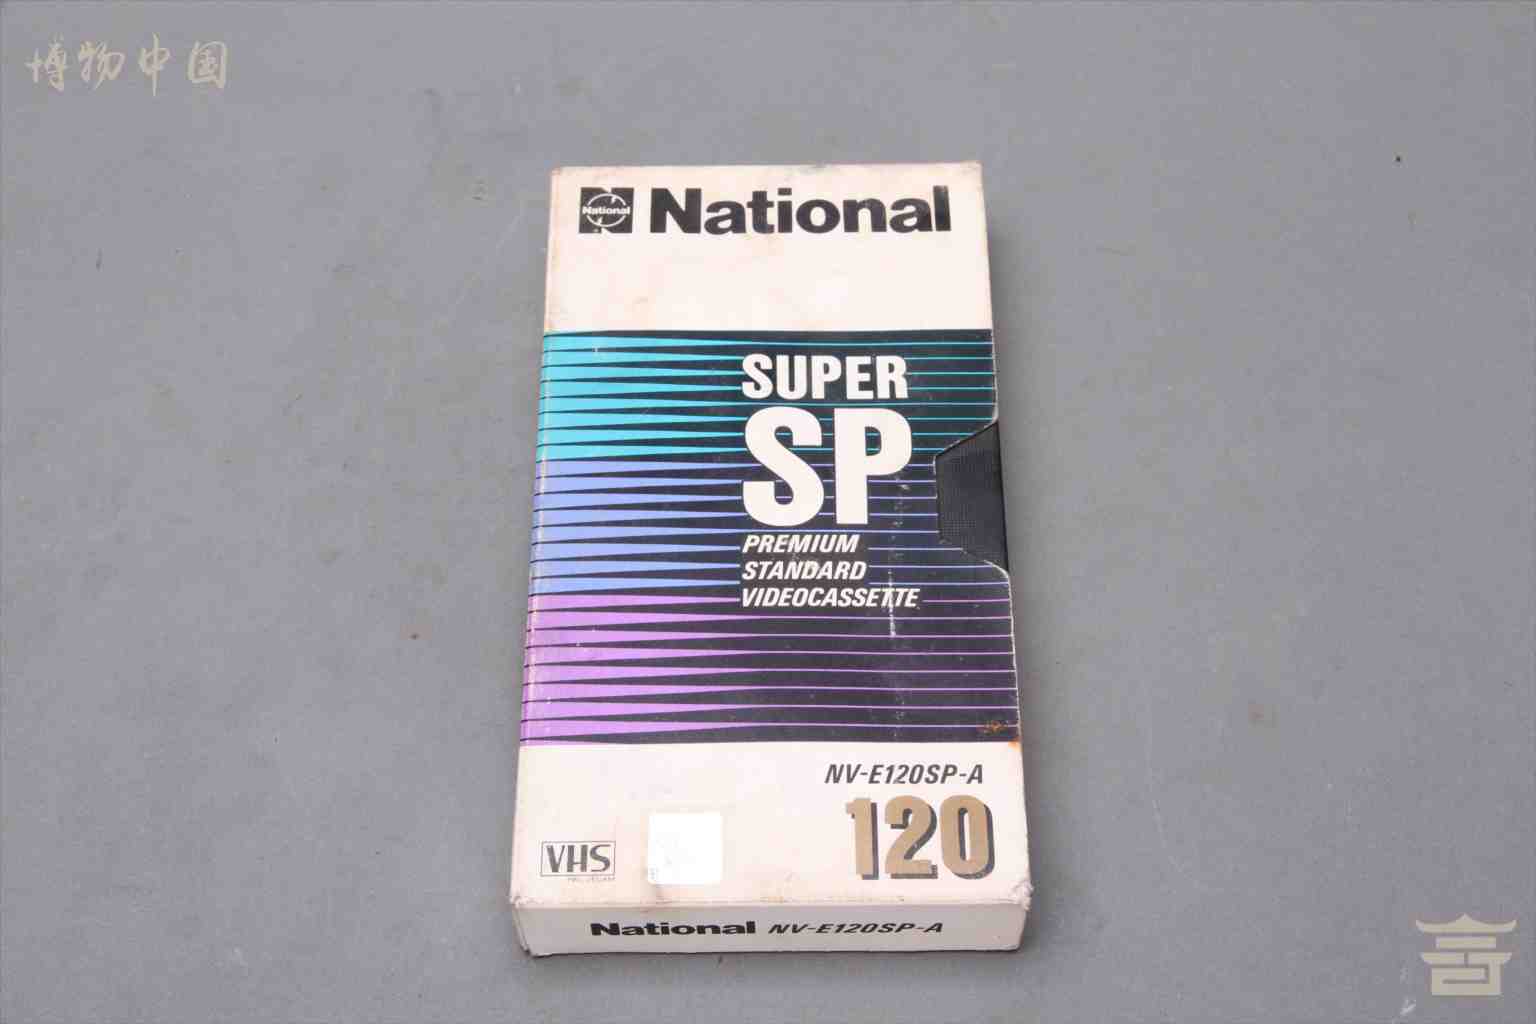 博物中国
National National
SUPER
SP
PREMIUM
STANDARD
VIDEOCASSETTE
NV-E120SP-A
120
VHS
National NV-E120SP-A